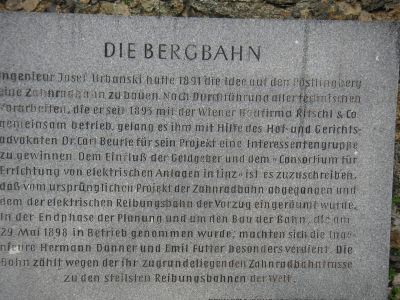 DIE BERGBAHN
Ingenieur Josef Urbanski hatte 1891 die Idee auf den Pöstlingberg
eine Zahnradbahn zu bauen. Nach Durchführung aller technischen
Vorarbeiten, die er seit 1895 mit der Wiener Baufirma Ritschl & Co
gemeinsam betrieb, gelang es ihm mit Hilfe des Hof- und Gerichts-
advokaten Dr. Carl Beurle für sein Projekt eine Interessentengruppe
zu gewinnen. Dem Einfluß der Geldgeber und dem »Consortium für
Errichtung von elektrischen Anlagen in Linz« ist es zuzuschreiben,
daß vom ursprünglichen Projekt der Zahnradbahn abgegangen und
dem der elektrischen Reibungsbahn der Vorzug eingeräumt wurde.
In der Endphase der Planung und um den Bau der Bahn, die am
29 Mai 1898 in Betrieb genommen wurde, machten sich die Inge-
nieure Hermann Danner und Emil Futter besonders verdient. Die
Bahn zählt wegen der ihr zugrundeliegenden Zahnradbahntrasse
zu den steilsten Reibungsbahnen der Welt.